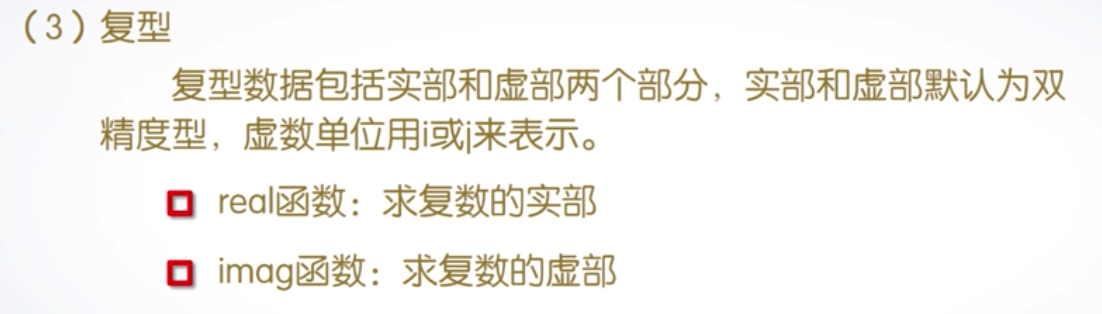 （3）复型
复型数据包括实部和虚部两个部分，实部和虚部默认为双
精度型，虚数单位用i或j来表示。
real函数：求复数的实部
imag函数：求复数的虚部